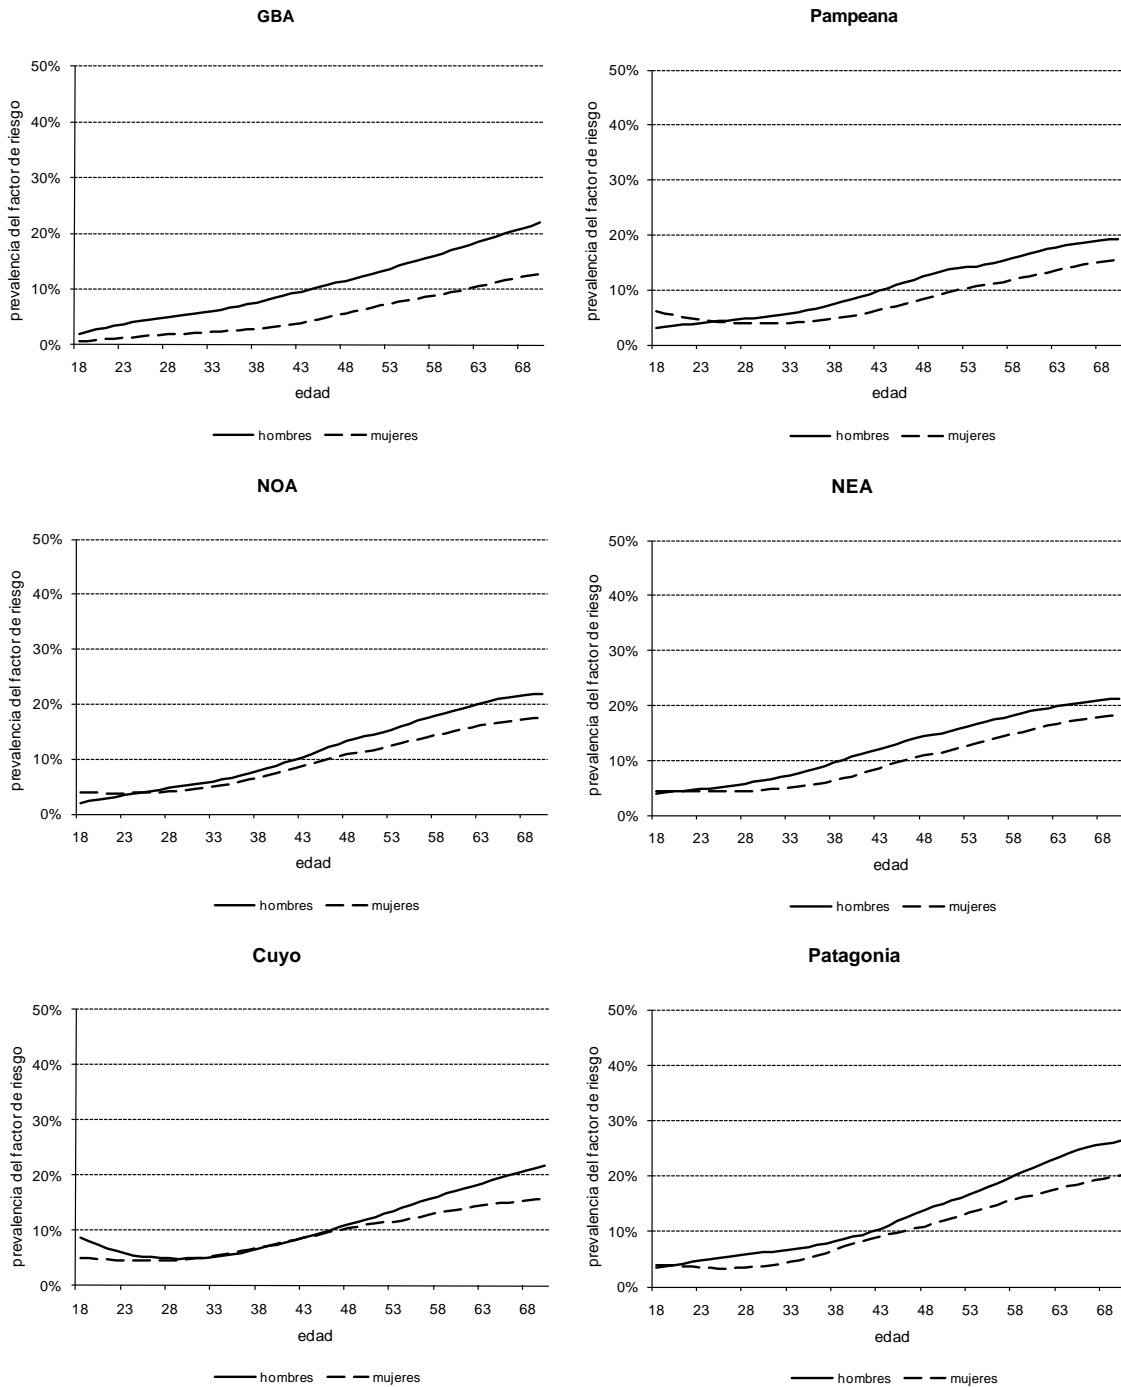 GBA
prevalencia del factor de riesgo
50%
40%
30%
20%
10%
0%
18 23 28 33 38 43 48 53 58 63 68
edad
hombres mujeres
Pampeana
prevalencia del factor de riesgo
50%
40%
30%
20%
10%
0%
18 23 28 33 38 43 48 53 58 63 68
edad
hombres mujeres
NOA
prevalencia del factor de riesgo
50%
40%
30%
20%
10%
0%
18 23 28 33 38 43 48 53 58 63 68
edad
hombres mujeres
NEA
prevalencia del factor de riesgo
50%
40%
30%
20%
10%
0%
18 23 28 33 38 43 48 53 58 63 68
edad
hombres mujeres
Cuyo
prevalencia del factor de riesgo
50%
40%
30%
20%
10%
0%
18 23 28 33 38 43 48 53 58 63 68
edad
hombres mujeres
Patagonia
prevalencia del factor de riesgo
50%
40%
30%
20%
10%
0%
18 23 28 33 38 43 48 53 58 63 68
edad
hombres mujeres